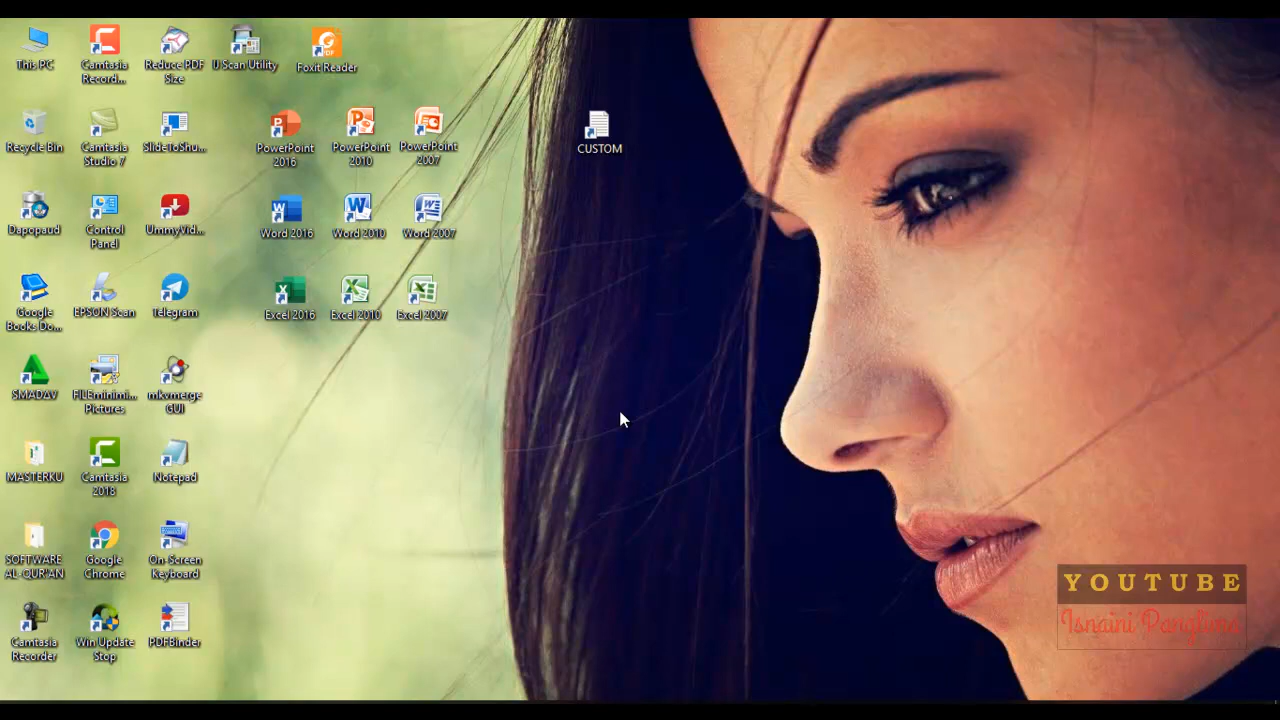 This PC
Camtasia
Record...
Reduce PDF
Size
IJ Scan Utility
Foxit Reader
Recycle Bin
Camtasia
Studio 7
SlideToShu...
PowerPoint
2016
PowerPoint
2010
PowerPoint
2007
CUSTOM
Dapopaud
Control
Panel
UmmyVid...
Word 2016
Word 2010
Word 2007
Google
Books Do...
EPSON Scan
Telegram
Excel 2016
Excel 2010
Excel 2007
SMADAV
FILEminimi...
Pictures
mkvmerge
GUI
MASTERKU
Camtasia
2018
Notepad
SOFTWARE
AL-QUR'AN
Google
Chrome
On-Screen
Keyboard
Camtasia
Recorder
Win Update
Stop
PDFBinder
YOUTUBE
Isnaini Panglima